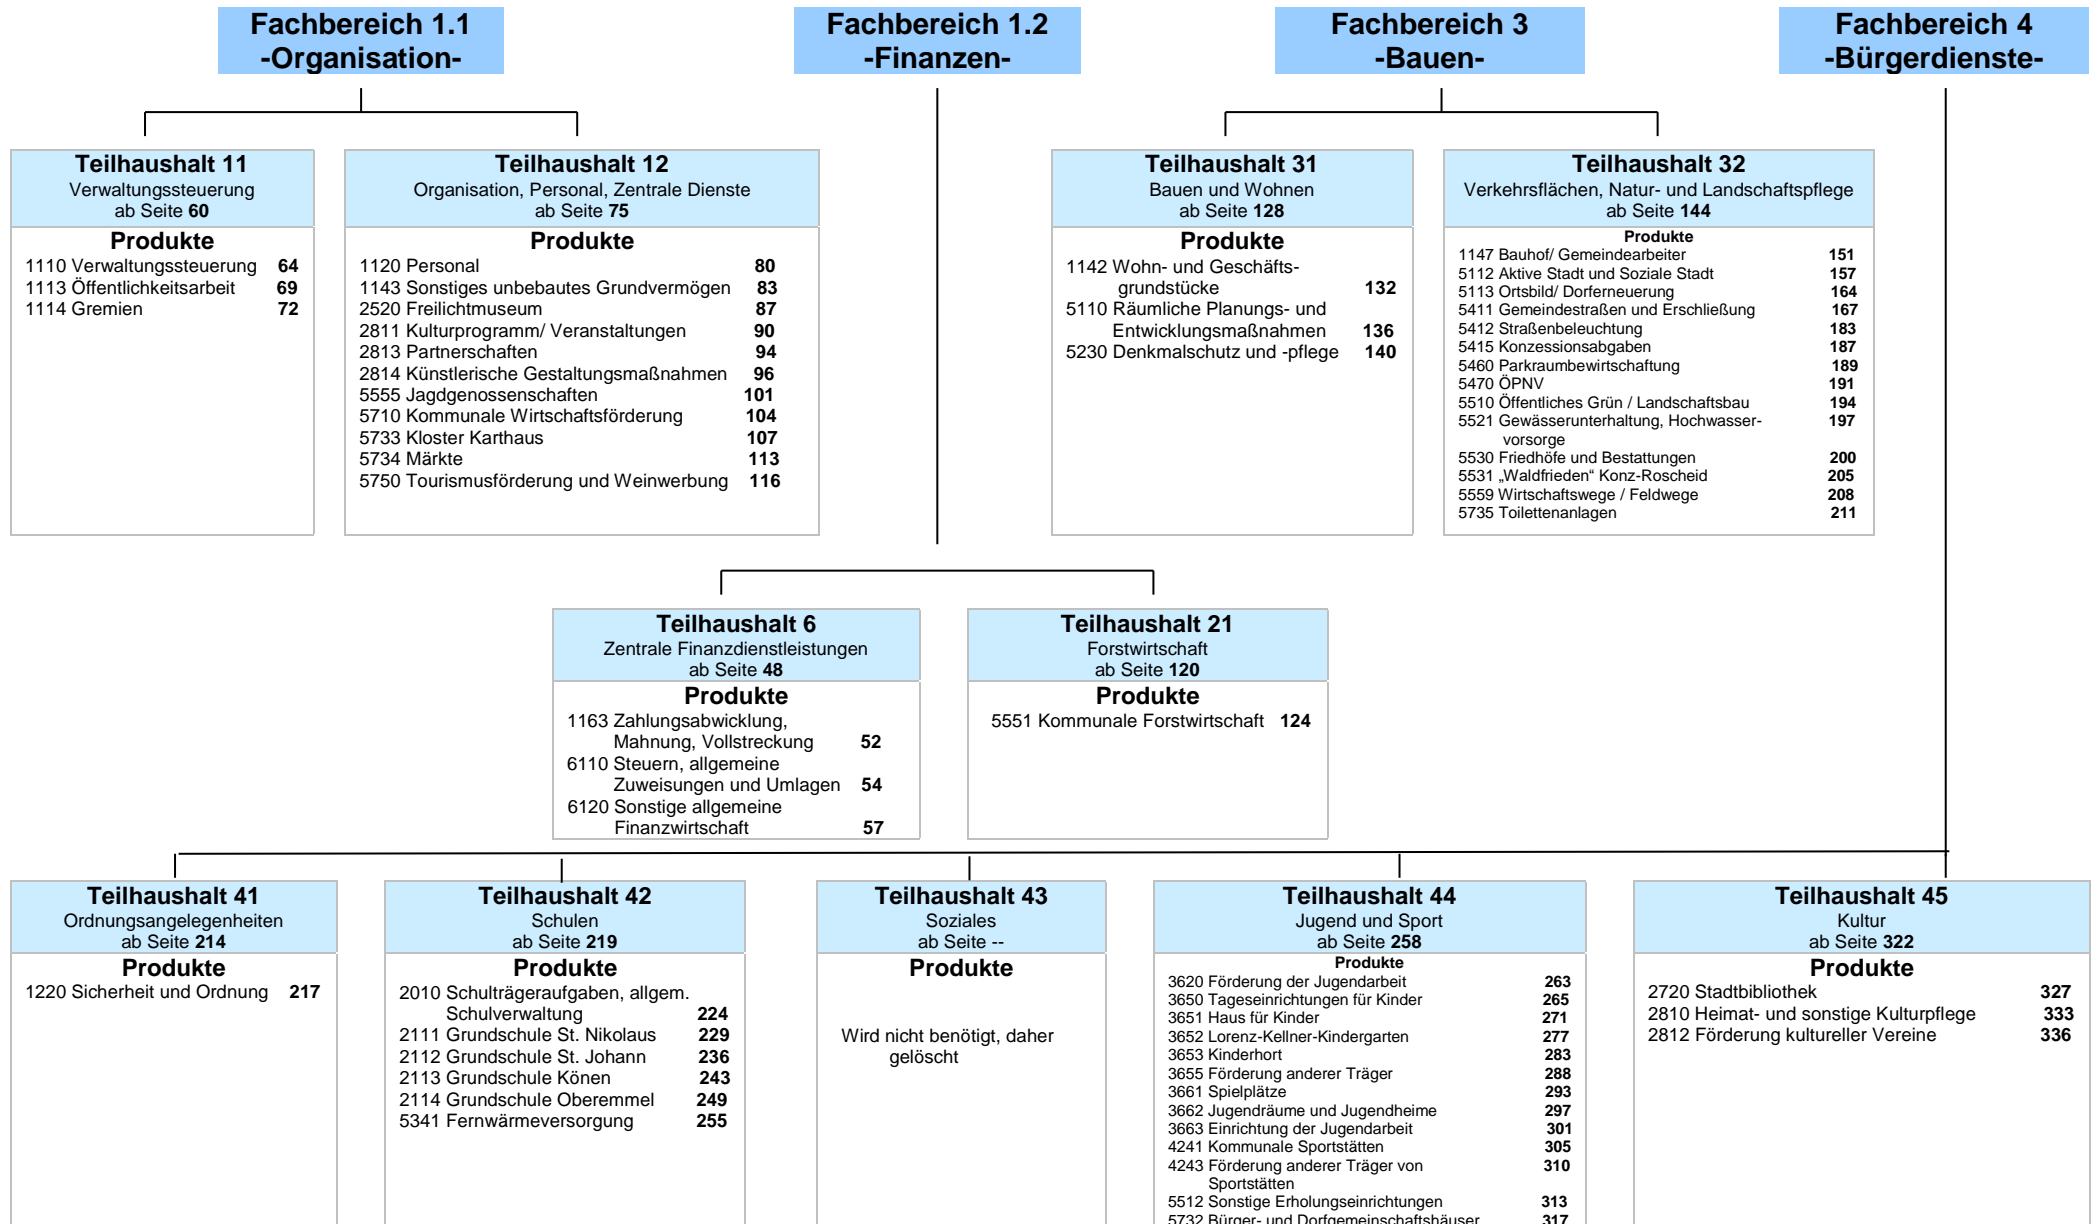 Fachbereich 1.1
-Organisation-
Fachbereich 1.2
-Finanzen-
Fachbereich 3
-Bauen-
Fachbereich 4
-Bürgerdienste-
Teilhaushalt 11
Verwaltungssteuerung
ab Seite 60
Produkte
1110 Verwaltungssteuerung 64
1113 Öffentlichkeitsarbeit 69
1114 Gremien 72
Teilhaushalt 12
Organisation, Personal, Zentrale Dienste
ab Seite 75
Produkte
1120 Personal 80
1143 Sonstiges unbebautes Grundvermögen 83
2520 Freilichtmuseum 87
2811 Kulturprogramm/ Veranstaltungen 90
2813 Partnerschaften 94
2814 Künstlerische Gestaltungsmaßnahmen 96
5555 Jagdgenossenschaften 101
5710 Kommunale Wirtschaftsförderung 104
5733 Kloster Karthaus 107
5734 Märkte 113
5750 Tourismusförderung und Weinwerbung 116
Teilhaushalt 31
Bauen und Wohnen
ab Seite 128
Produkte
1142 Wohn- und Geschäfts-
grundstücke 132
5110 Räumliche Planungs- und
Entwicklungsmaßnahmen 136
5230 Denkmalschutz und -pflege 140
Teilhaushalt 32
Verkehrsflächen, Natur- und Landschaftspflege
ab Seite 144
Produkte
1147 Bauhof/ Gemeindearbeiter 151
5112 Aktive Stadt und Soziale Stadt 157
5113 Ortsbild/ Dorferneuerung 164
5411 Gemeindestraßen und Erschließung 167
5412 Straßenbeleuchtung 183
5415 Konzessionsabgaben 187
5460 Parkraumbewirtschaftung 189
5470 ÖPNV 191
5510 Öffentliches Grün / Landschaftsbau 194
5521 Gewässerunterhaltung, Hochwasser- 197
vorsorge
5530 Friedhöfe und Bestattungen 200
5531 „Waldfrieden“ Konz-Roscheid 205
5559 Wirtschaftswege / Feldwege 208
5735 Toilettenanlagen 211
Teilhaushalt 6
Zentrale Finanzdienstleistungen
ab Seite 48
Produkte
1163 Zahlungsabwicklung,
Mahnung, Vollstreckung 52
6110 Steuern, allgemeine
Zuweisungen und Umlagen 54
6120 Sonstige allgemeine
Finanzwirtschaft 57
Teilhaushalt 21
Forstwirtschaft
ab Seite 120
Produkte
5551 Kommunale Forstwirtschaft 124
Teilhaushalt 41
Ordnungsangelegenheiten
ab Seite 214
Produkte
1220 Sicherheit und Ordnung 217
Teilhaushalt 42
Schulen
ab Seite 219
Produkte
2010 Schulträgeraufgaben, allgem.
Schulverwaltung 224
2111 Grundschule St. Nikolaus 229
2112 Grundschule St. Johann 236
2113 Grundschule Könen 243
2114 Grundschule Oberemmel 249
5341 Fernwärmeversorgung 255
Teilhaushalt 43
Soziales
ab Seite --
Produkte
Wird nicht benötigt, daher
gelöscht
Teilhaushalt 44
Jugend und Sport
ab Seite 258
Produkte
3620 Förderung der Jugendarbeit 263
3650 Tageseinrichtungen für Kinder 265
3651 Haus für Kinder 271
3652 Lorenz-Kellner-Kindergarten 277
3653 Kinderhort 283
3655 Förderung anderer Träger 288
3661 Spielplätze 293
3662 Jugendräume und Jugendheime 297
3663 Einrichtung der Jugendarbeit 301
4241 Kommunale Sportstätten 305
4243 Förderung anderer Träger von 310
Sportstätten
5512 Sonstige Erholungseinrichtungen 313
5732 Bürger- und Dorfgemeinschaftshäuser 317
Teilhaushalt 45
Kultur
ab Seite 322
Produkte
2720 Stadtbibliothek 327
2810 Heimat- und sonstige Kulturpflege 333
2812 Förderung kultureller Vereine 336